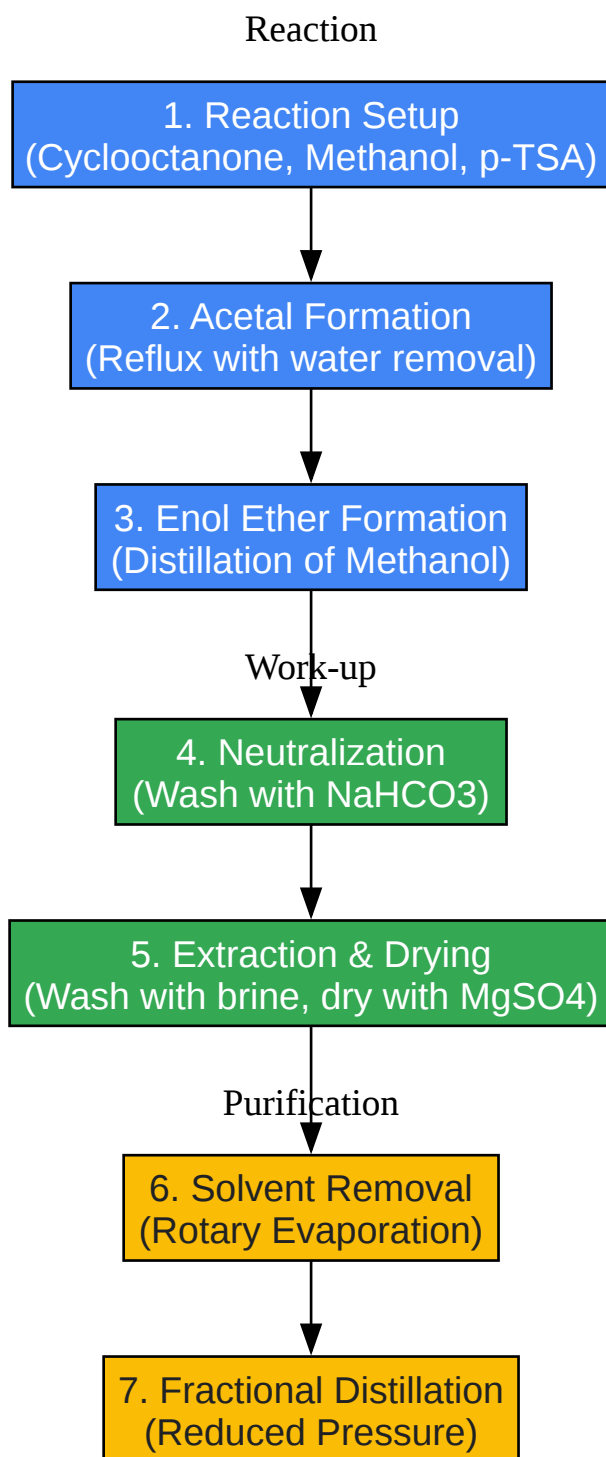 Reaction
1. Reaction Setup
(Cyclooctanone, Methanol, p-TSA)
2. Acetal Formation
(Reflux with water removal)
3. Enol Ether Formation
(Distillation of Methanol)
Work-up
4. Neutralization
(Wash with NaHCO3)
5. Extraction & Drying
(Wash with brine, dry with MgSO4)
Purification
6. Solvent Removal
(Rotary Evaporation)
7. Fractional Distillation
(Reduced Pressure)